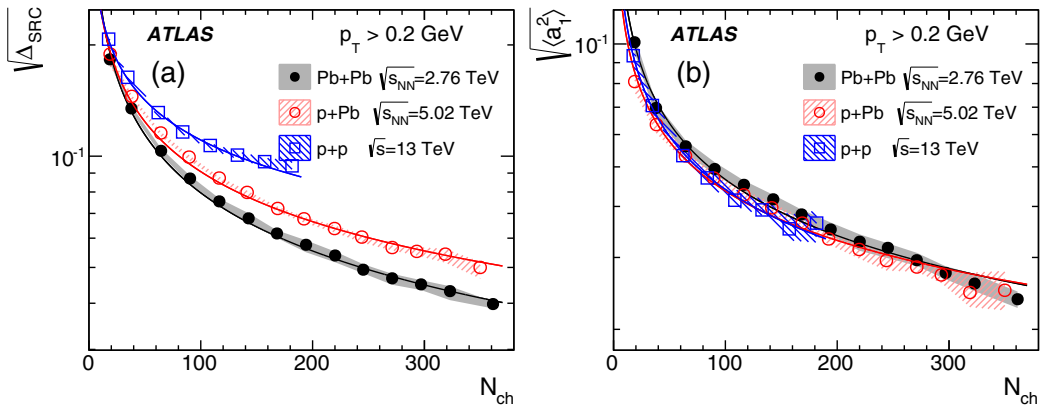 √Δ_SRC
ATLAS p_T > 0.2 GeV
(a)
Pb+Pb √s_NN=2.76 TeV
p+Pb √s_NN=5.02 TeV
p+p √s=13 TeV
10⁻¹
0 100 200 300
N_ch
√⟨a₁²⟩
ATLAS p_T > 0.2 GeV
(b)
Pb+Pb √s_NN=2.76 TeV
p+Pb √s_NN=5.02 TeV
p+p √s=13 TeV
10⁻¹
0 100 200 300
N_ch